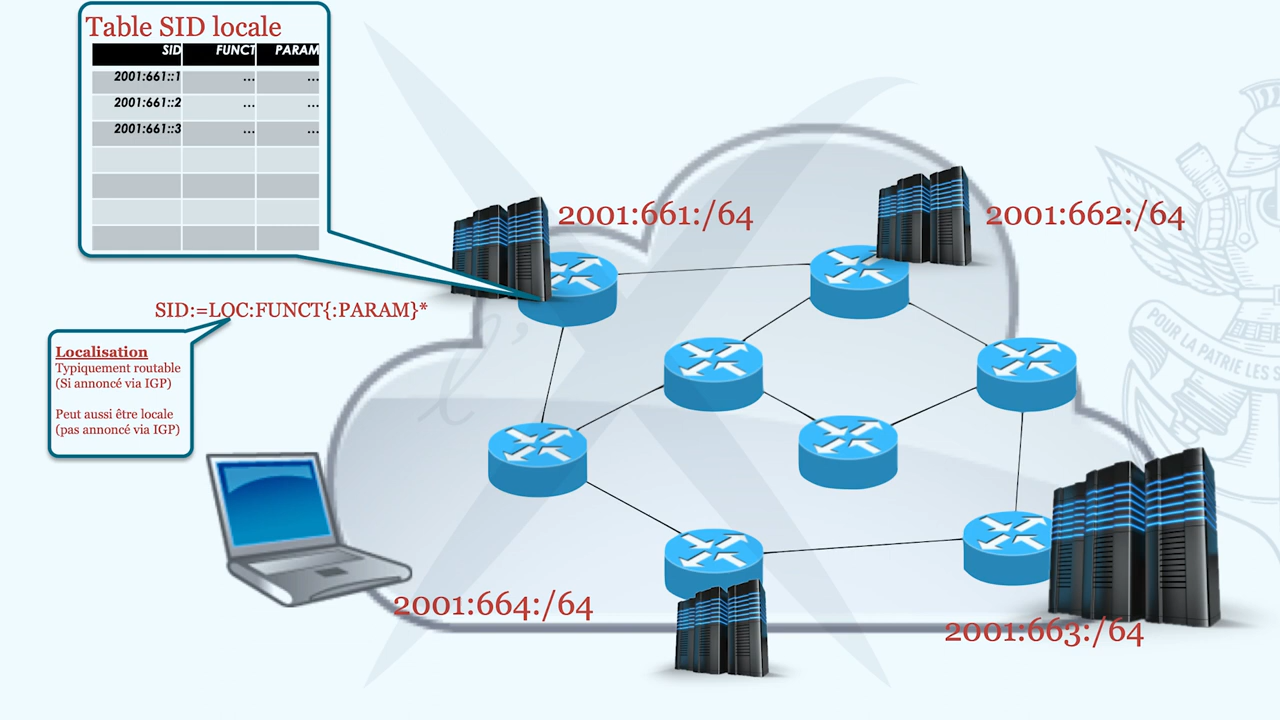 Table SID locale
SID FUNCT PARAM
2001:661::1 ... ...
2001:661::2 ... ...
2001:661::3 ... ...
2001:661:/64
2001:662:/64
SID:=LOC:FUNCT{:PARAM}*
Localisation
Typiquement routable
(Si annoncé via IGP)
Peut aussi être locale
(pas annoncé via IGP)
2001:664:/64
2001:663:/64
POUR LA PATRIE LES S